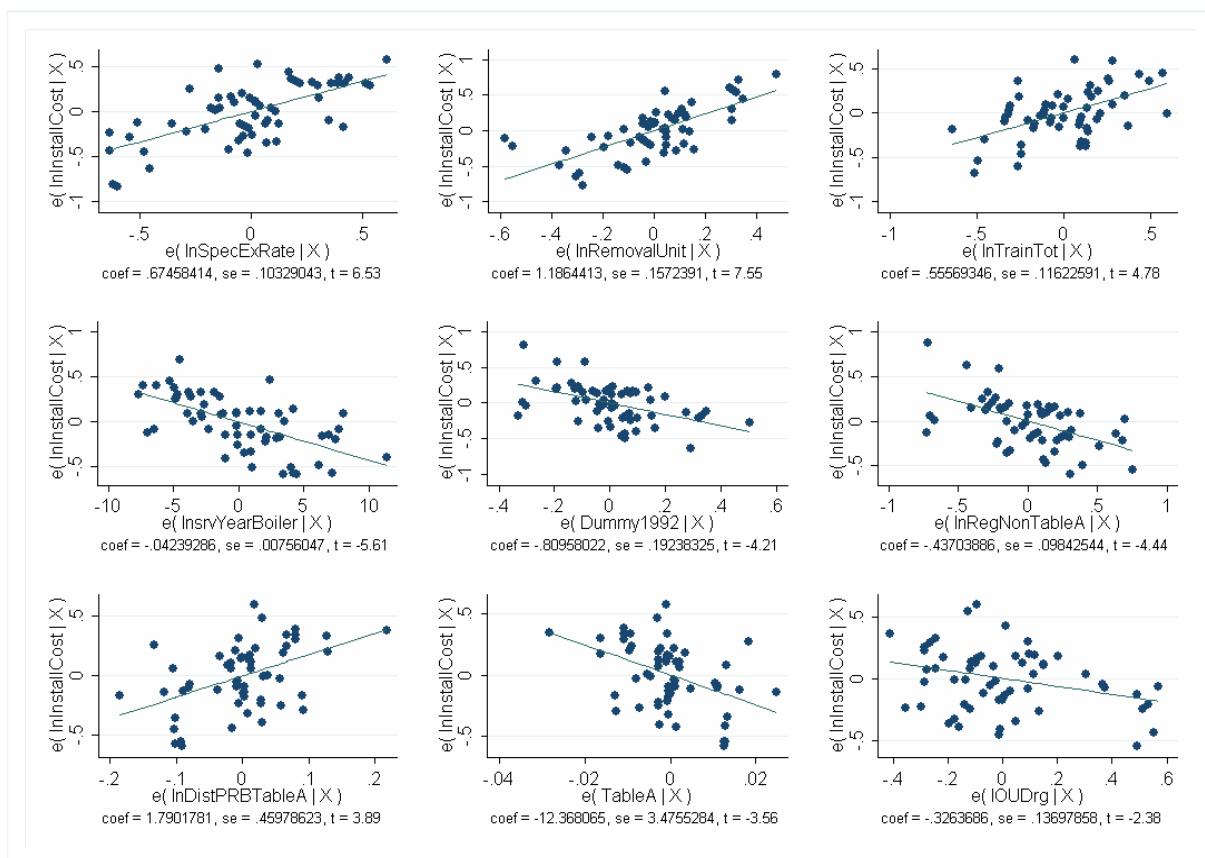 e( lnInstallCost | X )
-1 -.5 0 .5
-.5 0 .5
e( lnSpecExRate | X )
coef = .67458414, se = .10329043, t = 6.53
e( lnInstallCost | X )
-1 -.5 0 .5 1
-.6 -.4 -.2 0 .2 .4
e( lnRemovalUnit | X )
coef = 1.1864413, se = .1572391, t = 7.55
e( lnInstallCost | X )
-1 -.5 0 .5
-1 -.5 0 .5
e( lnTrainTot | X )
coef = .55569346, se = .11622591, t = 4.78
e( lnInstallCost | X )
-.5 0 .5 1
-10 -5 0 5 10
e( InsrvYearBoiler | X )
coef = -.04239286, se = .00756047, t = -5.61
e( lnInstallCost | X )
-1 -.5 0 .5 1
-.4 -.2 0 .2 .4 .6
e( Dummy1992 | X )
coef = -.80958022, se = .19238325, t = -4.21
e( lnInstallCost | X )
-.5 0 .5 1
-1 -.5 0 .5 1
e( lnRegNonTableA | X )
coef = -.43703886, se = .09842544, t = -4.44
e( lnInstallCost | X )
-.5 0 .5
-.2 -.1 0 .1 .2
e( lnDistPRBTableA | X )
coef = 1.7901781, se = .45978623, t = 3.89
e( lnInstallCost | X )
-.5 0 .5
-.04 -.02 0 .02
e( TableA | X )
coef = -12.368065, se = 3.4755284, t = -3.56
e( lnInstallCost | X )
-.5 0 .5
-.4 -.2 0 .2 .4 .6
e( IOUDrg | X )
coef = -.3263686, se = .13697858, t = -2.38